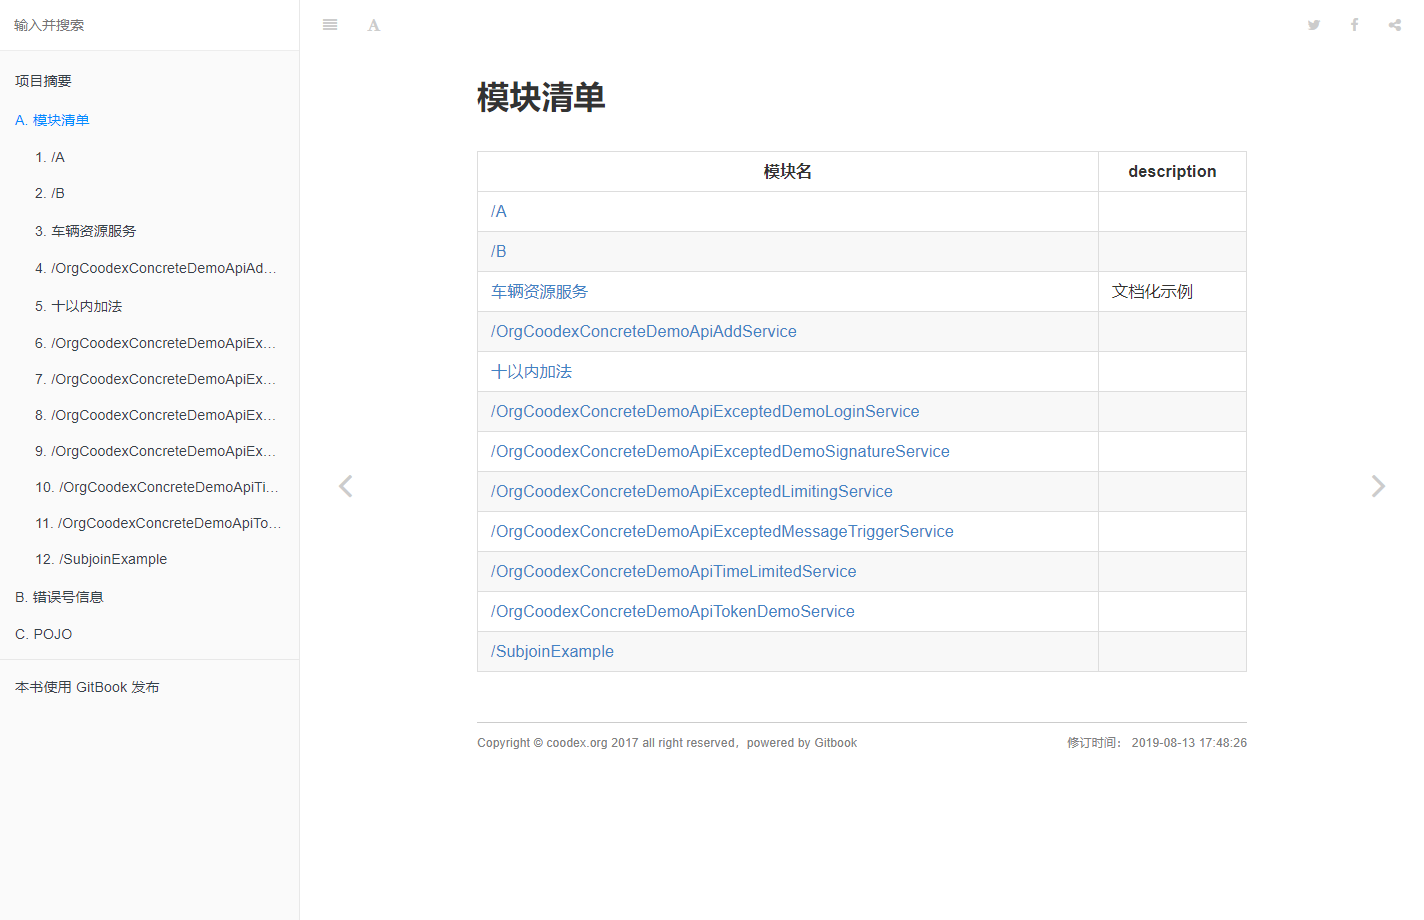 输入并搜索
项目摘要
A. 模块清单
1. /A
2. /B
3. 车辆资源服务
4. /OrgCoodexConcreteDemoApiAd...
5. 十以内加法
6. /OrgCoodexConcreteDemoApiEx...
7. /OrgCoodexConcreteDemoApiEx...
8. /OrgCoodexConcreteDemoApiEx...
9. /OrgCoodexConcreteDemoApiEx...
10. /OrgCoodexConcreteDemoApiTi...
11. /OrgCoodexConcreteDemoApiTo...
12. /SubjoinExample
B. 错误号信息
C. POJO
本书使用 GitBook 发布
A
模块清单
模块名 description
/A
/B
车辆资源服务 文档化示例
/OrgCoodexConcreteDemoApiAddService
十以内加法
/OrgCoodexConcreteDemoApiExceptedDemoLoginService
/OrgCoodexConcreteDemoApiExceptedDemoSignatureService
/OrgCoodexConcreteDemoApiExceptedLimitingService
/OrgCoodexConcreteDemoApiExceptedMessageTriggerService
/OrgCoodexConcreteDemoApiTimeLimitedService
/OrgCoodexConcreteDemoApiTokenDemoService
/SubjoinExample
Copyright © coodex.org 2017 all right reserved，powered by Gitbook 修订时间： 2019-08-13 17:48:26